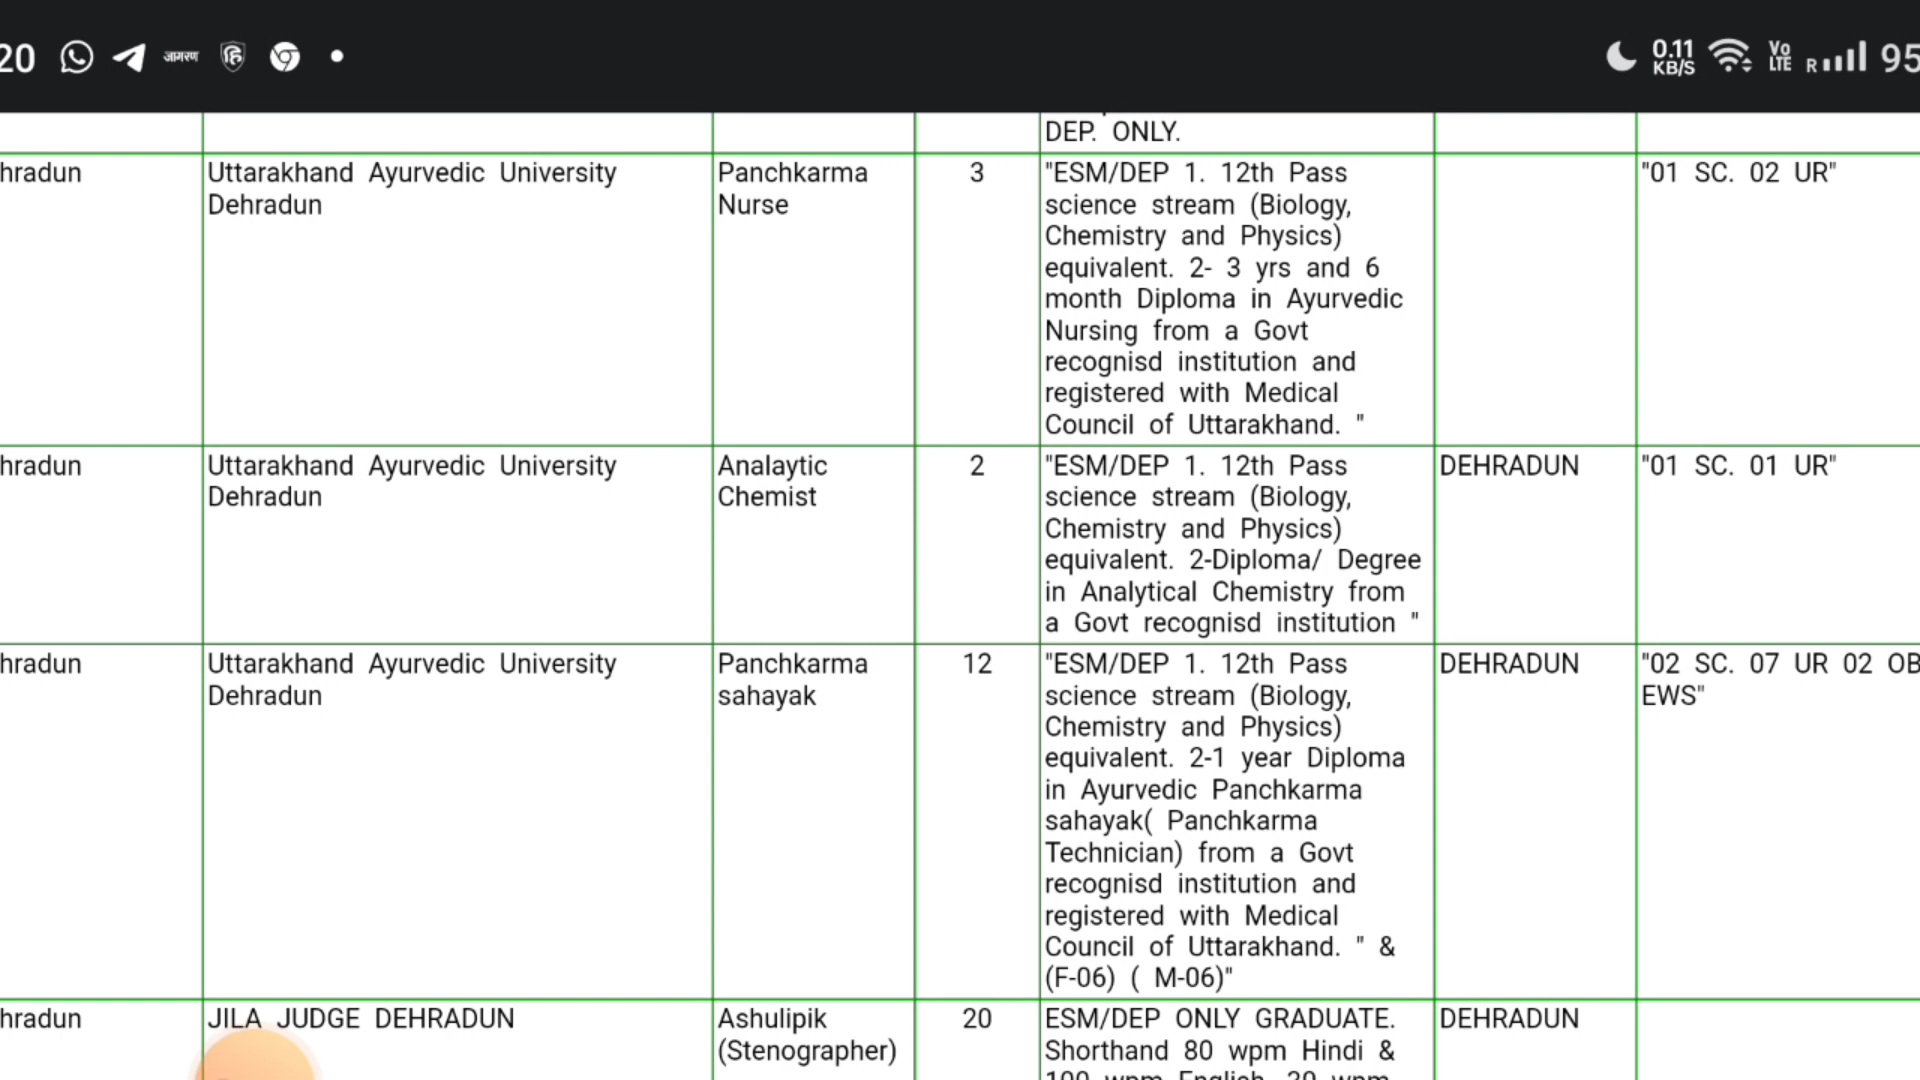 20 जागरण हि 0.11 KB/S Vo LTE R 95
DEP. ONLY.
hradun
Uttarakhand Ayurvedic University
Dehradun
Panchkarma
Nurse
3
"ESM/DEP 1. 12th Pass
science stream (Biology,
Chemistry and Physics)
equivalent. 2- 3 yrs and 6
month Diploma in Ayurvedic
Nursing from a Govt
recognisd institution and
registered with Medical
Council of Uttarakhand. "
"01 SC. 02 UR"
hradun
Uttarakhand Ayurvedic University
Dehradun
Analaytic
Chemist
2
"ESM/DEP 1. 12th Pass
science stream (Biology,
Chemistry and Physics)
equivalent. 2-Diploma/ Degree
in Analytical Chemistry from
a Govt recognisd institution "
DEHRADUN
"01 SC. 01 UR"
hradun
Uttarakhand Ayurvedic University
Dehradun
Panchkarma
sahayak
12
"ESM/DEP 1. 12th Pass
science stream (Biology,
Chemistry and Physics)
equivalent. 2-1 year Diploma
in Ayurvedic Panchkarma
sahayak( Panchkarma
Technician) from a Govt
recognisd institution and
registered with Medical
Council of Uttarakhand. " &
(F-06) ( M-06)"
DEHRADUN
"02 SC. 07 UR 02 OB
EWS"
hradun
JILA JUDGE DEHRADUN
Ashulipik
(Stenographer)
20
ESM/DEP ONLY GRADUATE.
Shorthand 80 wpm Hindi &
100 wpm English, 30 wpm
DEHRADUN